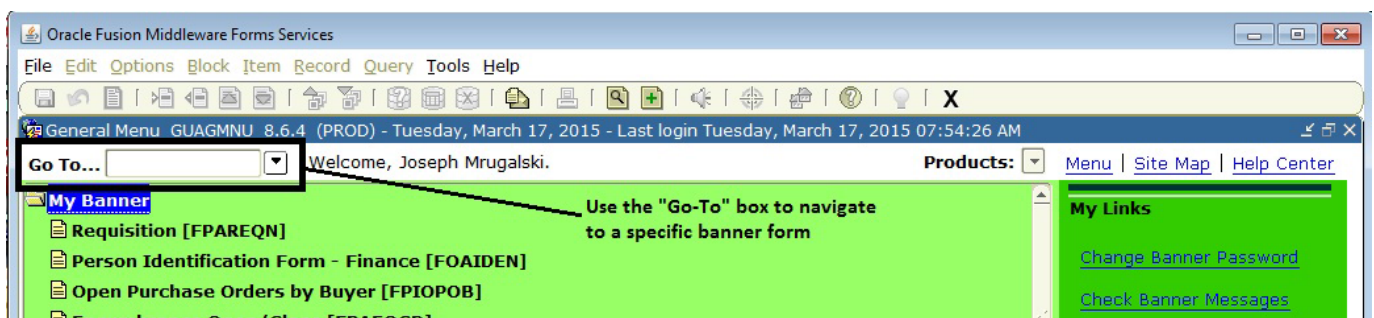 Oracle Fusion Middleware Forms Services
File Edit Options Block Item Record Query Tools Help
X
General Menu GUAGMNU 8.6.4 (PROD) - Tuesday, March 17, 2015 - Last login Tuesday, March 17, 2015 07:54:26 AM
Go To... Welcome, Joseph Mrugalski. Products: Menu | Site Map | Help Center
My Banner
Requisition [FPAREQN]
Person Identification Form - Finance [FOAIDEN]
Open Purchase Orders by Buyer [FPIOPOB]
Use the "Go-To" box to navigate
to a specific banner form
My Links
Change Banner Password
Check Banner Messages